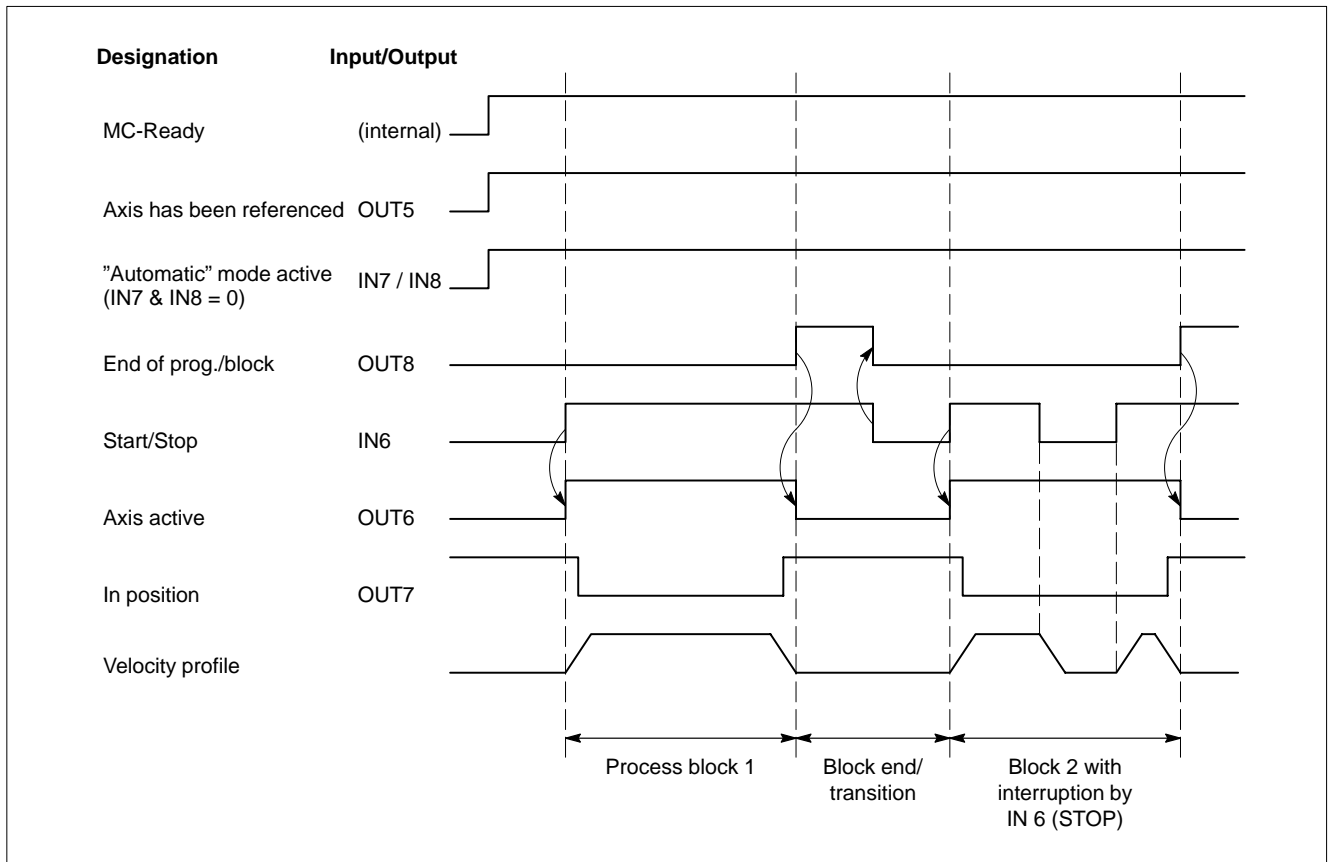 Designation Input/Output
MC-Ready (internal)
Axis has been referenced OUT5
”Automatic” mode active IN7 / IN8
(IN7 & IN8 = 0)
End of prog./block OUT8
Start/Stop IN6
Axis active OUT6
In position OUT7
Velocity profile
Process block 1
Block end/
transition
Block 2 with
interruption by
IN 6 (STOP)